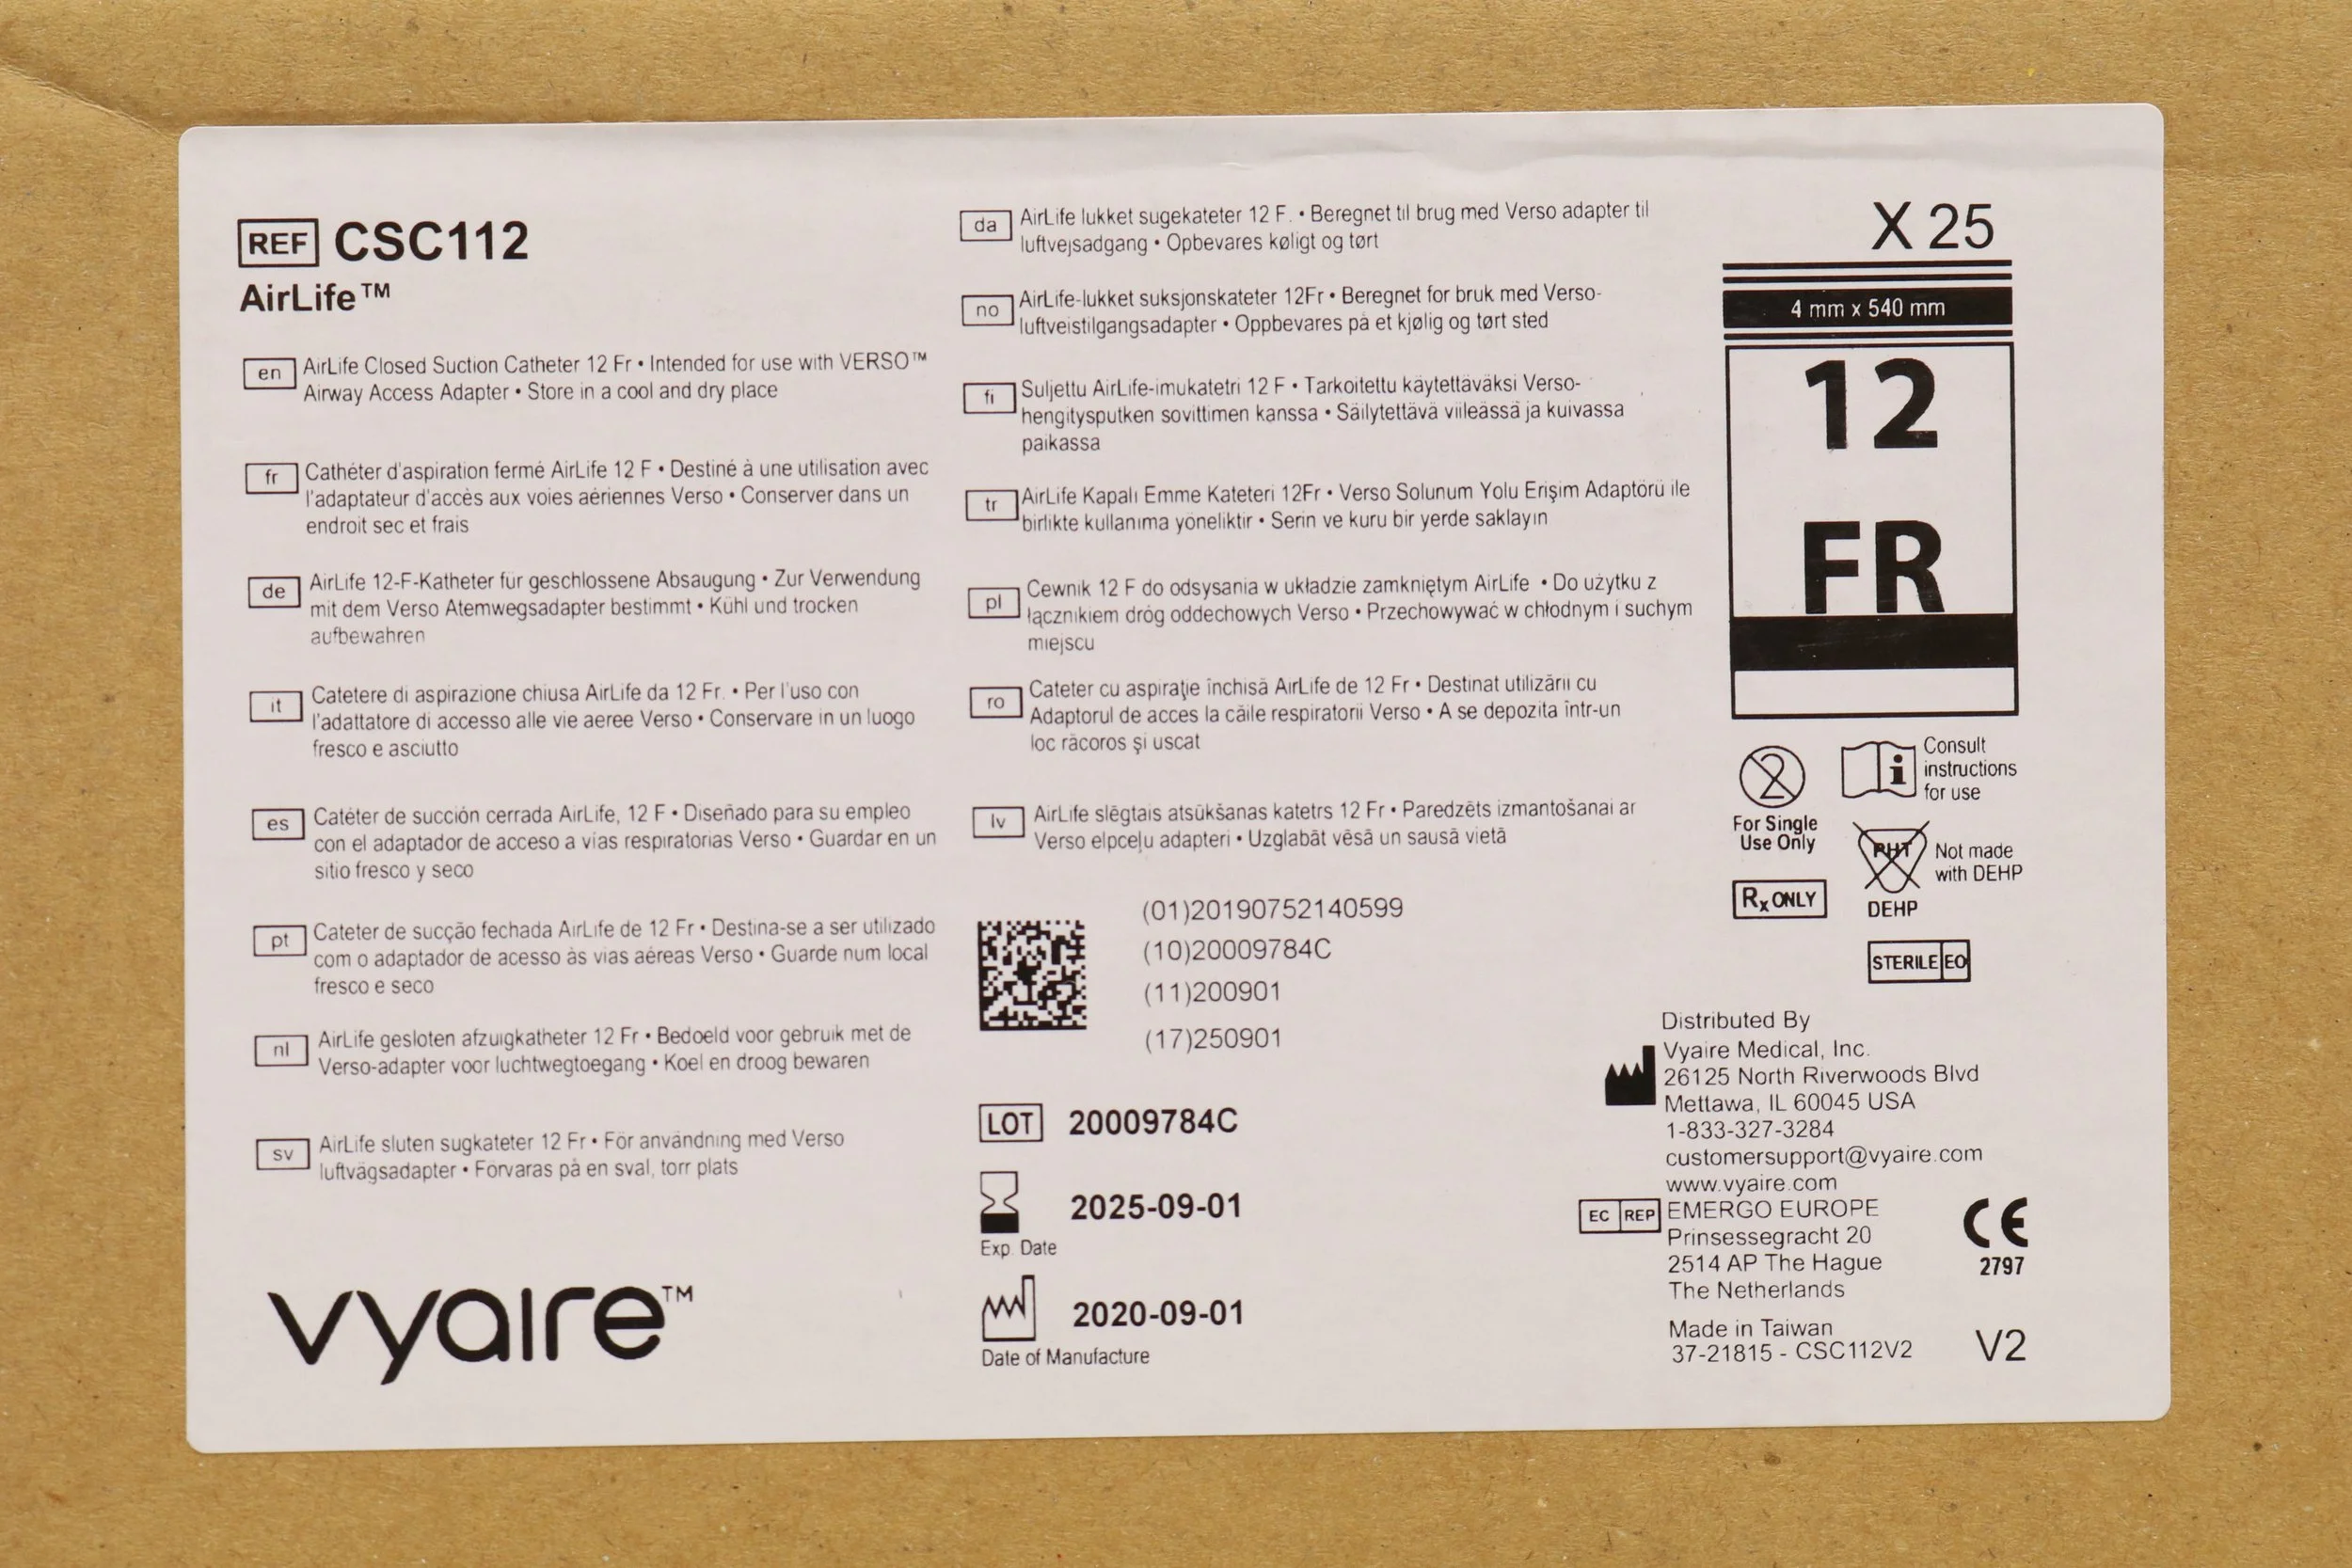 REF CSC112
AirLife™
en AirLife Closed Suction Catheter 12 Fr • Intended for use with VERSO™
Airway Access Adapter • Store in a cool and dry place
fr Cathéter d'aspiration fermé AirLife 12 F • Destiné à une utilisation avec
l'adaptateur d'accès aux voies aériennes Verso • Conserver dans un
endroit sec et frais
de AirLife 12-F-Katheter für geschlossene Absaugung • Zur Verwendung
mit dem Verso Atemwegsadapter bestimmt • Kühl und trocken
aufbewahren
it Catetere di aspirazione chiusa AirLife da 12 Fr. • Per l'uso con
l'adattatore di accesso alle vie aeree Verso • Conservare in un luogo
fresco e asciutto
es Catéter de succión cerrada AirLife, 12 F • Diseñado para su empleo
con el adaptador de acceso a vías respiratorias Verso • Guardar en un
sitio fresco y seco
pt Cateter de sucção fechada AirLife de 12 Fr • Destina-se a ser utilizado
com o adaptador de acesso às vias aéreas Verso • Guarde num local
fresco e seco
nl AirLife gesloten afzuigkatheter 12 Fr • Bedoeld voor gebruik met de
Verso-adapter voor luchtwegtoegang • Koel en droog bewaren
sv AirLife sluten sugkateter 12 Fr • För användning med Verso
luftvägsadapter • Förvaras på en sval, torr plats
vyaire™
da AirLife lukket sugekateter 12 F. • Beregnet til brug med Verso adapter til
luftvejsadgang • Opbevares køligt og tørt
no AirLife-lukket suksjonskateter 12Fr • Beregnet for bruk med Verso-
luftveistilgangsadapter • Oppbevares på et kjølig og tørt sted
fi Suljettu AirLife-imukatetri 12 F • Tarkoitettu käytettäväksi Verso-
hengitysputken sovittimen kanssa • Säilytettävä viileässä ja kuivassa
paikassa
tr AirLife Kapalı Emme Kateteri 12Fr • Verso Solunum Yolu Erişim Adaptörü ile
birlikte kullanıma yöneliktir • Serin ve kuru bir yerde saklayın
pl Cewnik 12 F do odsysania w układzie zamkniętym AirLife • Do użytku z
łącznikiem dróg oddechowych Verso • Przechowywać w chłodnym i suchym
miejscu
ro Cateter cu aspiraţie închisă AirLife de 12 Fr • Destinat utilizării cu
Adaptorul de acces la căile respiratorii Verso • A se depozita într-un
loc răcoros şi uscat
lv AirLife slēgtais atsūkšanas katetrs 12 Fr • Paredzēts izmantošanai ar
Verso elpceļu adapteri • Uzglabāt vēsā un sausā vietā
(01)20190752140599
(10)20009784C
(11)200901
(17)250901
LOT 20009784C
2025-09-01
Exp. Date
2020-09-01
Date of Manufacture
X 25
4 mm x 540 mm
12
FR
2
For Single
Use Only
i
Consult
instructions
for use
Rx ONLY
PHT
DEHP
Not made
with DEHP
STERILE EO
Distributed By
Vyaire Medical, Inc.
26125 North Riverwoods Blvd
Mettawa, IL 60045 USA
1-833-327-3284
customersupport@vyaire.com
www.vyaire.com
EC REP EMERGO EUROPE
Prinsessegracht 20
2514 AP The Hague
The Netherlands
CE
2797
Made in Taiwan
37-21815 - CSC112V2
V2